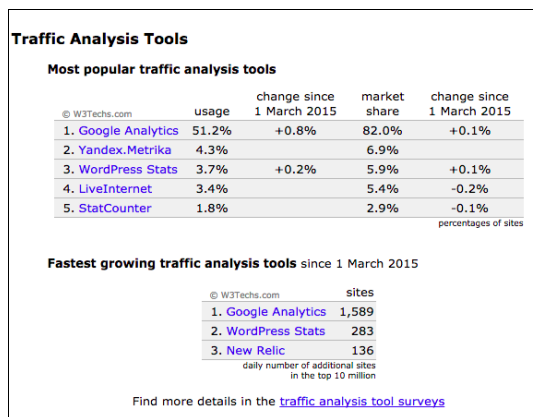 Traffic Analysis Tools
Most popular traffic analysis tools
© W3Techs.com usage change since 1 March 2015 market share change since 1 March 2015
1. Google Analytics 51.2% +0.8% 82.0% +0.1%
2. Yandex.Metrika 4.3% 6.9%
3. WordPress Stats 3.7% +0.2% 5.9% +0.1%
4. LiveInternet 3.4% 5.4% -0.2%
5. StatCounter 1.8% 2.9% -0.1%
percentages of sites
Fastest growing traffic analysis tools since 1 March 2015
© W3Techs.com sites
1. Google Analytics 1,589
2. WordPress Stats 283
3. New Relic 136
daily number of additional sites
in the top 10 million
Find more details in the traffic analysis tool surveys